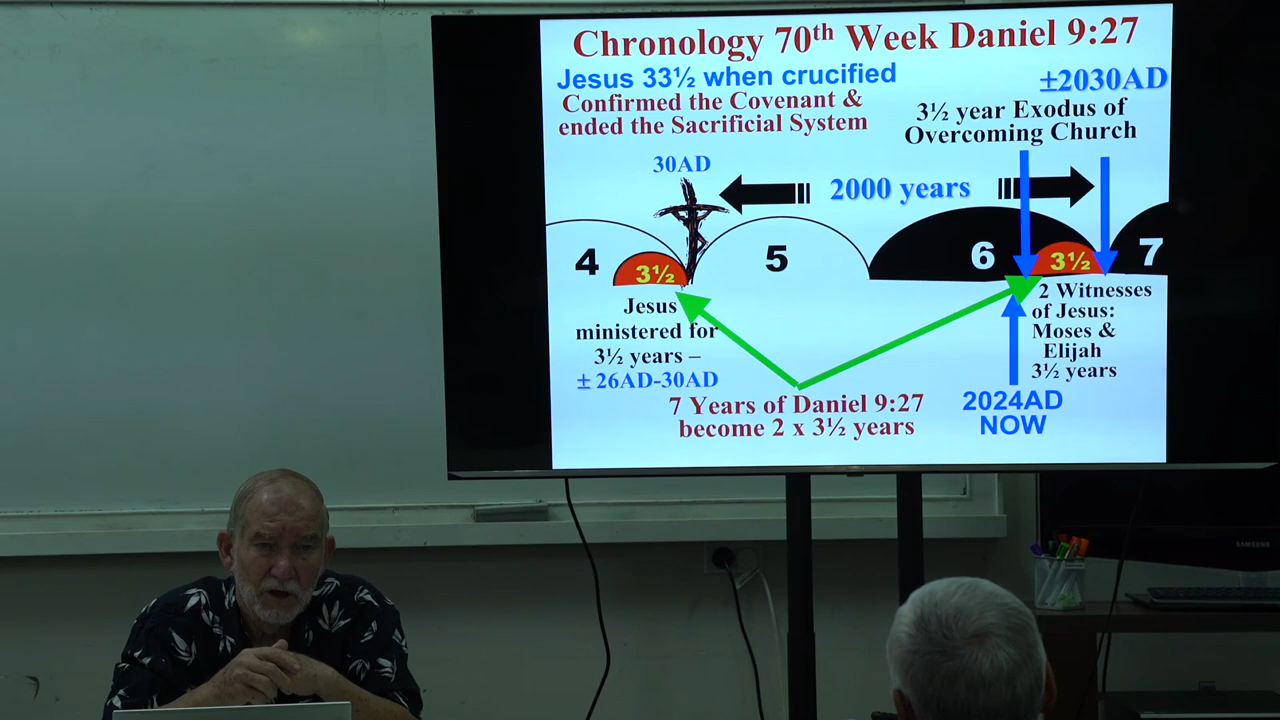 Chronology 70th Week Daniel 9:27
Jesus 33½ when crucified
Confirmed the Covenant &
ended the Sacrificial System
±2030AD
3½ year Exodus of
Overcoming Church
30AD
2000 years
4
3½
5
6
3½
7
Jesus
ministered for
3½ years –
± 26AD-30AD
2 Witnesses
of Jesus:
Moses &
Elijah
3½ years
7 Years of Daniel 9:27
become 2 x 3½ years
2024AD
NOW
SAMSUNG